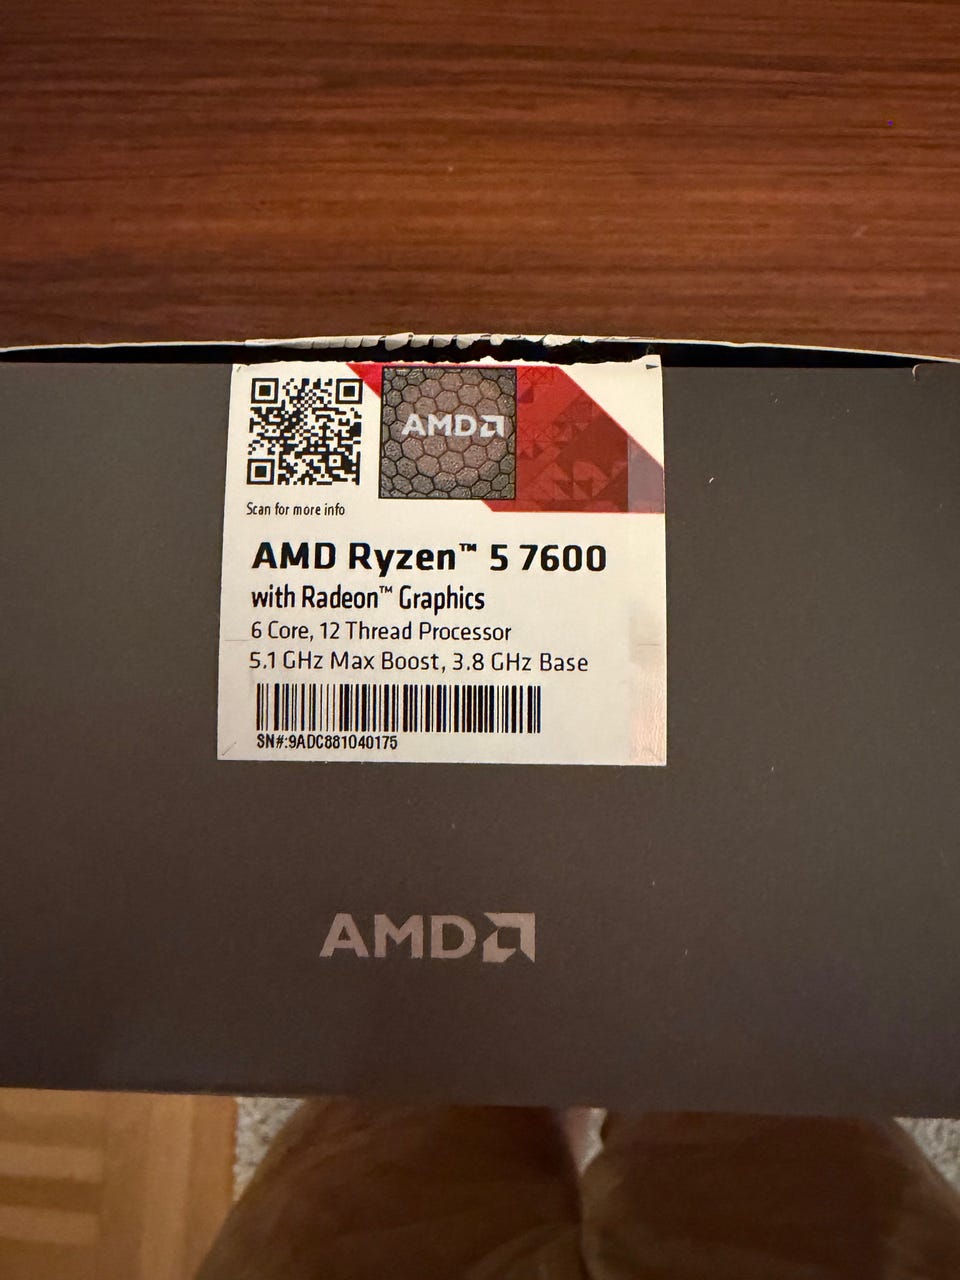 AMD
Scan for more info
AMD Ryzen™ 5 7600
with Radeon™ Graphics
6 Core, 12 Thread Processor
5.1 GHz Max Boost, 3.8 GHz Base
SN#:9ADC881040175
AMD